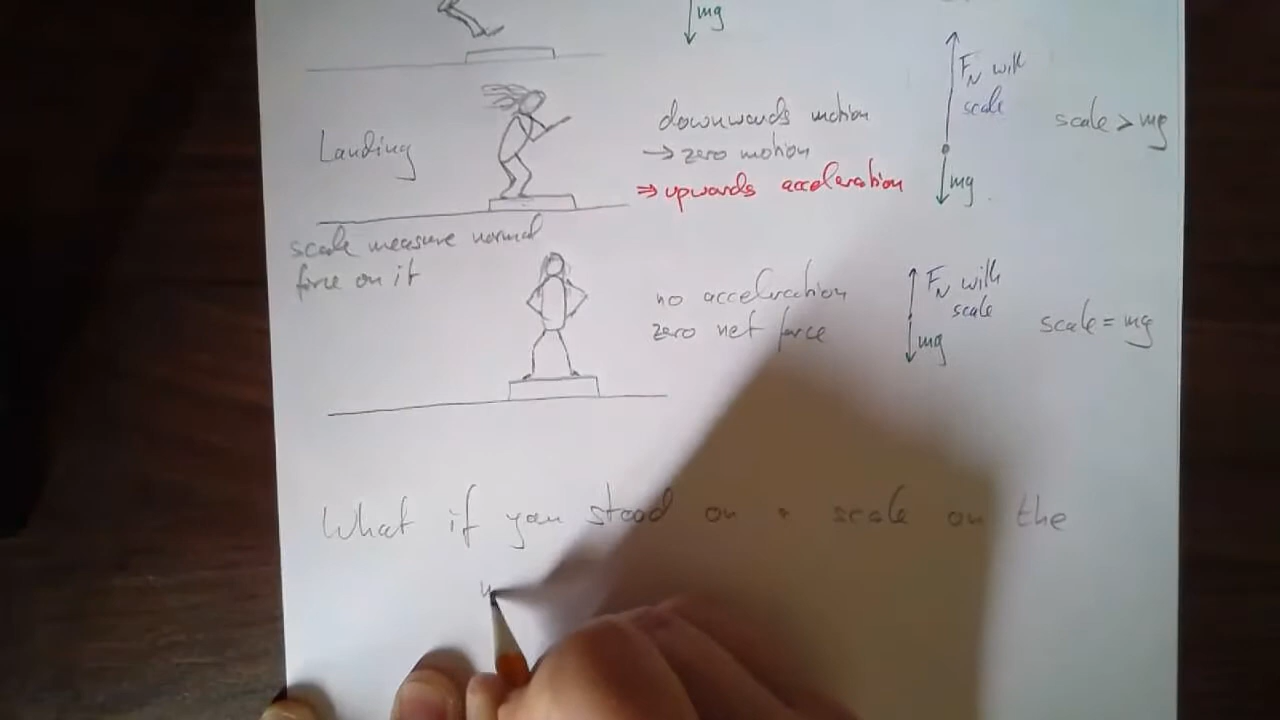 mg
Landing
downwards motion
→ zero motion
⇒ upwards acceleration
F_N with
scale
mg
scale > mg
scale measure normal
force on it
no acceleration
zero net force
F_N with
scale
mg
scale = mg
What if you stood on a scale on the